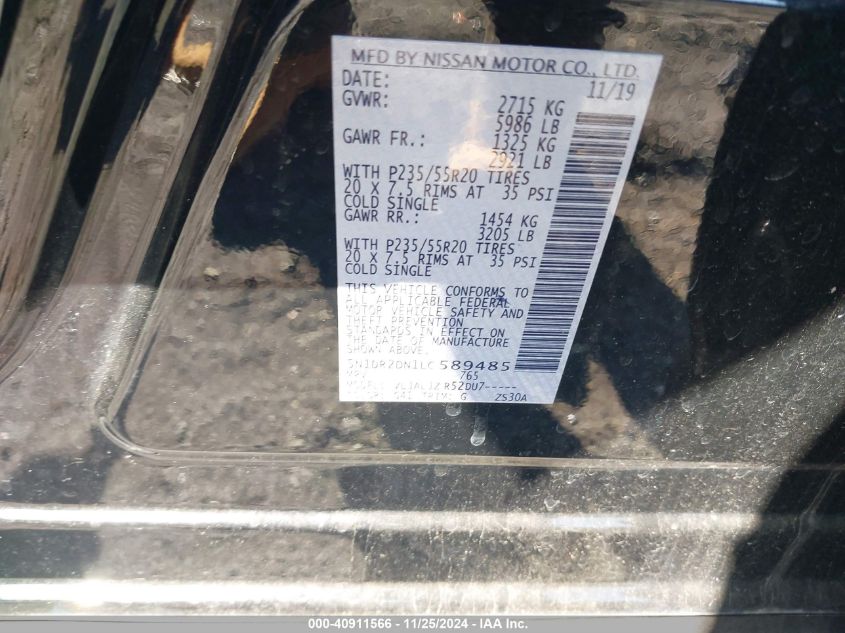 MFD BY NISSAN MOTOR CO., LTD.
DATE: 11/19
GVWR: 2715 KG
5986 LB
GAWR FR.: 1325 KG
2921 LB
WITH P235/55R20 TIRES
20 X 7.5 RIMS AT 35 PSI
COLD SINGLE
GAWR RR.: 1454 KG
3205 LB
WITH P235/55R20 TIRES
20 X 7.5 RIMS AT 35 PSI
COLD SINGLE
THIS VEHICLE CONFORMS TO
ALL APPLICABLE FEDERAL
MOTOR VEHICLE SAFETY AND
THEFT PREVENTION
STANDARDS IN EFFECT ON
THE DATE OF MANUFACTURE
SHOWN ABOVE.
5N1DR2DN1LC589485
765
R52DU7-----
G41 TRIM: G ZS30A
000-40911566 - 11/25/2024 - © IAA Inc.